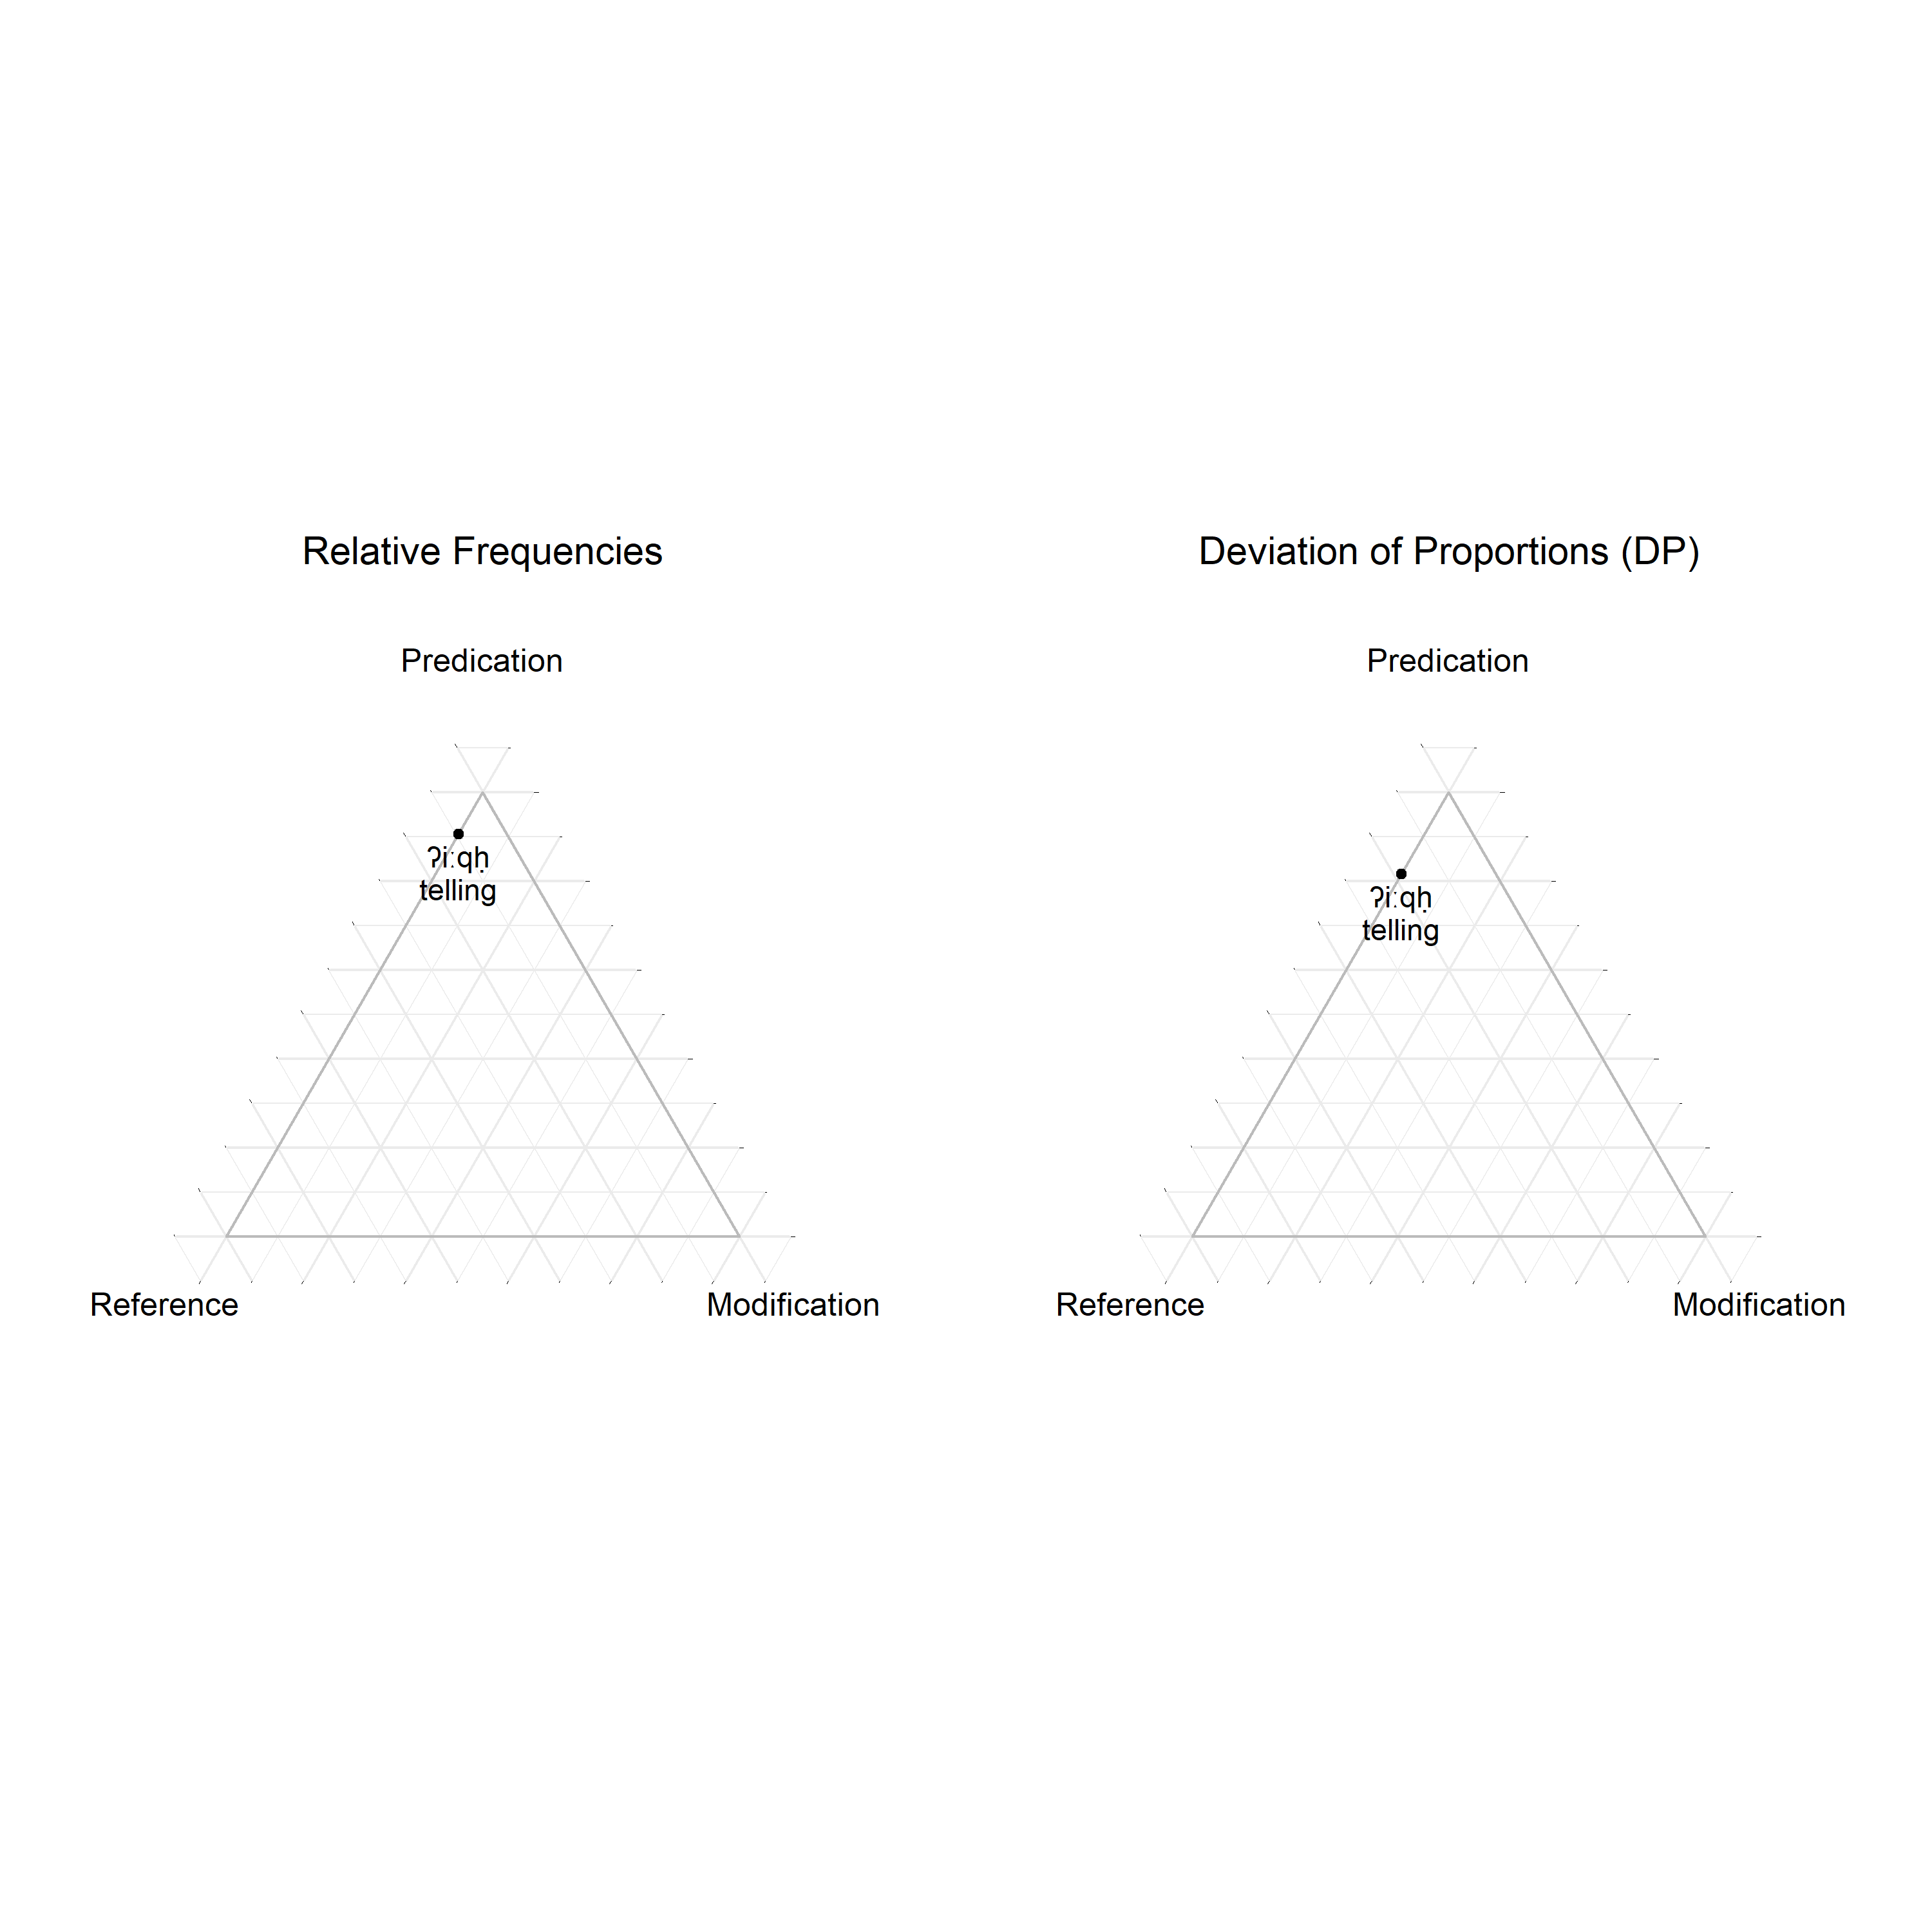 Relative Frequencies
Predication
ʔiːqḥ
telling
Reference
Modification
Deviation of Proportions (DP)
Predication
ʔiːqḥ
telling
Reference
Modification